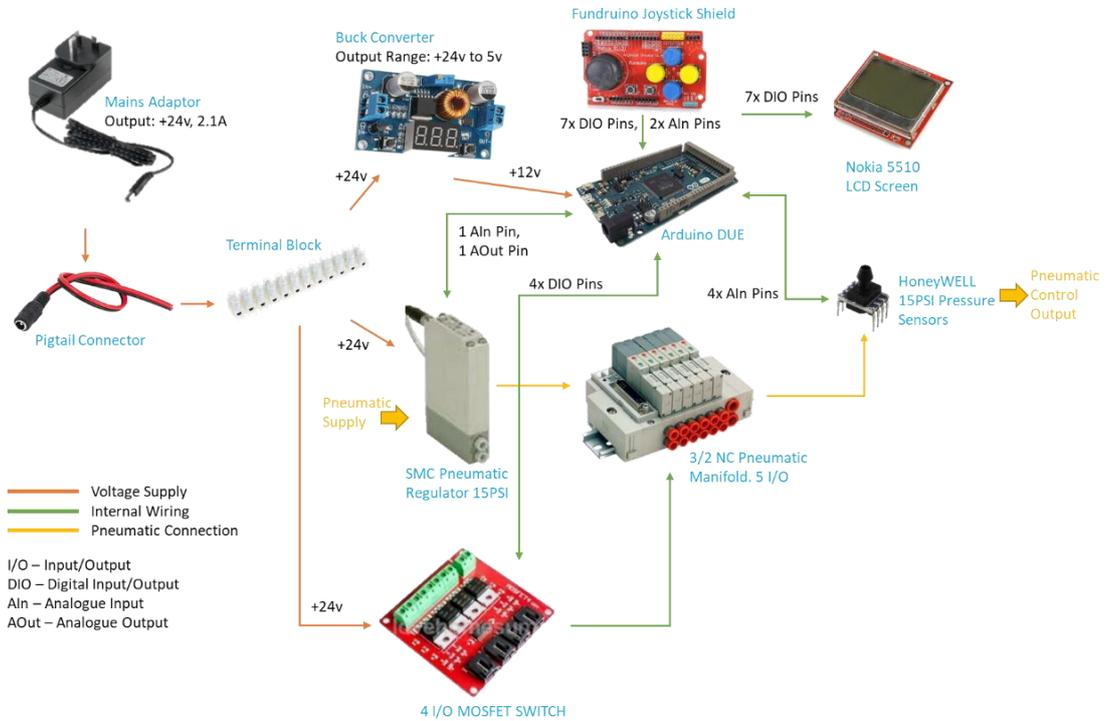 Fundruino Joystick Shield
Buck Converter
Output Range: +24v to 5v
Mains Adaptor
Output: +24v, 2.1A
7x DIO Pins
7x DIO Pins, 2x AIn Pins
Nokia 5510
LCD Screen
+24v
+12v
Arduino DUE
Terminal Block
1 AIn Pin,
1 AOut Pin
4x DIO Pins
4x AIn Pins
HoneyWELL
15PSI Pressure
Sensors
Pneumatic
Control
Output
Pigtail Connector
+24v
Pneumatic
Supply
SMC Pneumatic
Regulator 15PSI
3/2 NC Pneumatic
Manifold. 5 I/O
Voltage Supply
Internal Wiring
Pneumatic Connection
I/O – Input/Output
DIO – Digital Input/Output
AIn – Analogue Input
AOut – Analogue Output
+24v
4 I/O MOSFET SWITCH